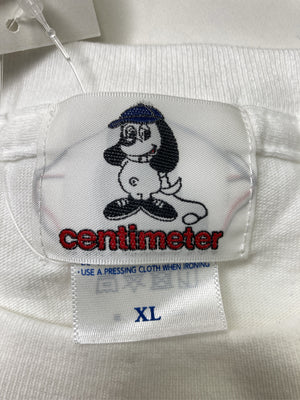 centimeter
• USE A PRESSING CLOTH WHEN IRONING
XL